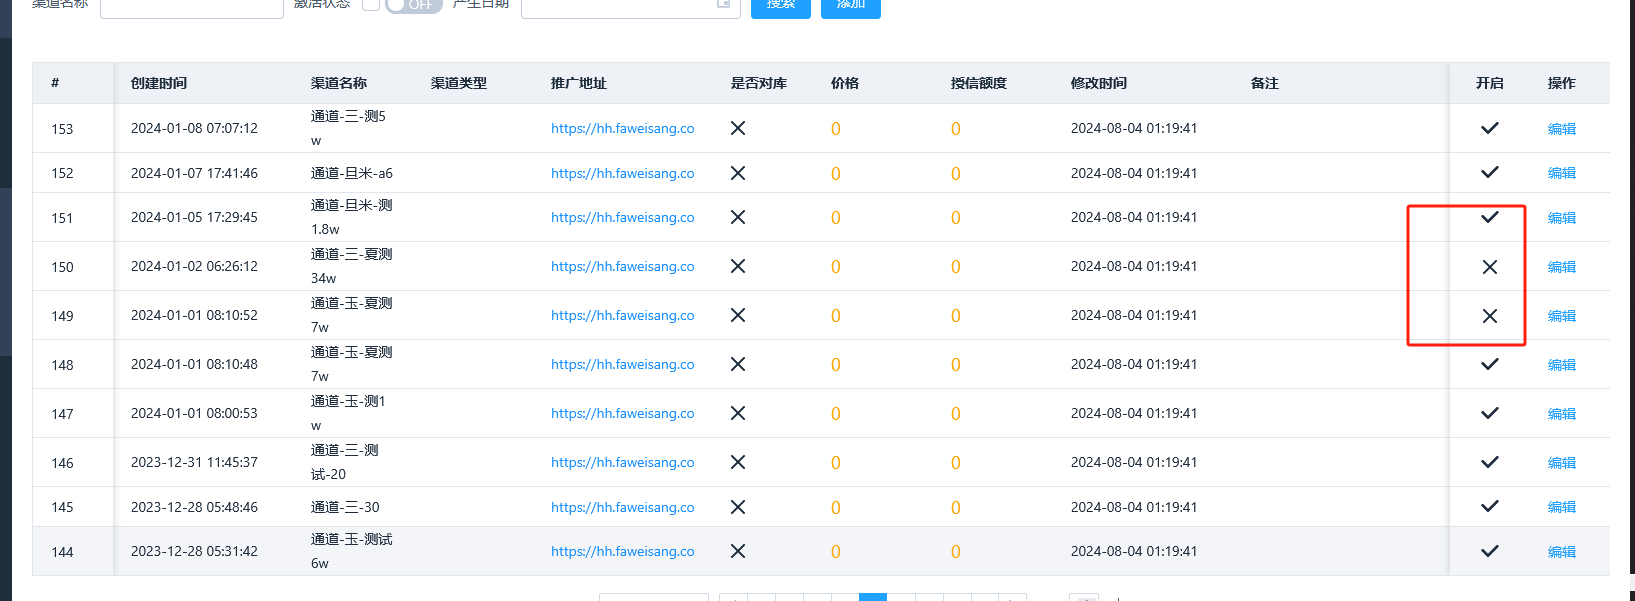 渠道名称 激活状态 OFF 产生日期 搜索 添加
# 创建时间 渠道名称 渠道类型 推广地址 是否对库 价格 授信额度 修改时间 备注 开启 操作
153 2024-01-08 07:07:12 通道-三-测5 https://hh.faweisang.co 0 0 2024-08-04 01:19:41 编辑
w
152 2024-01-07 17:41:46 通道-且米-a6 https://hh.faweisang.co 0 0 2024-08-04 01:19:41 编辑
151 2024-01-05 17:29:45 通道-且米-测 https://hh.faweisang.co 0 0 2024-08-04 01:19:41 编辑
1.8w
150 2024-01-02 06:26:12 通道-三-夏测 https://hh.faweisang.co 0 0 2024-08-04 01:19:41 编辑
34w
149 2024-01-01 08:10:52 通道-玉-夏测 https://hh.faweisang.co 0 0 2024-08-04 01:19:41 编辑
7w
148 2024-01-01 08:10:48 通道-玉-夏测 https://hh.faweisang.co 0 0 2024-08-04 01:19:41 编辑
7w
147 2024-01-01 08:00:53 通道-玉-测1 https://hh.faweisang.co 0 0 2024-08-04 01:19:41 编辑
w
146 2023-12-31 11:45:37 通道-三-测 https://hh.faweisang.co 0 0 2024-08-04 01:19:41 编辑
试-20
145 2023-12-28 05:48:46 通道-三-30 https://hh.faweisang.co 0 0 2024-08-04 01:19:41 编辑
144 2023-12-28 05:31:42 通道-玉-测试 https://hh.faweisang.co 0 0 2024-08-04 01:19:41 编辑
6w